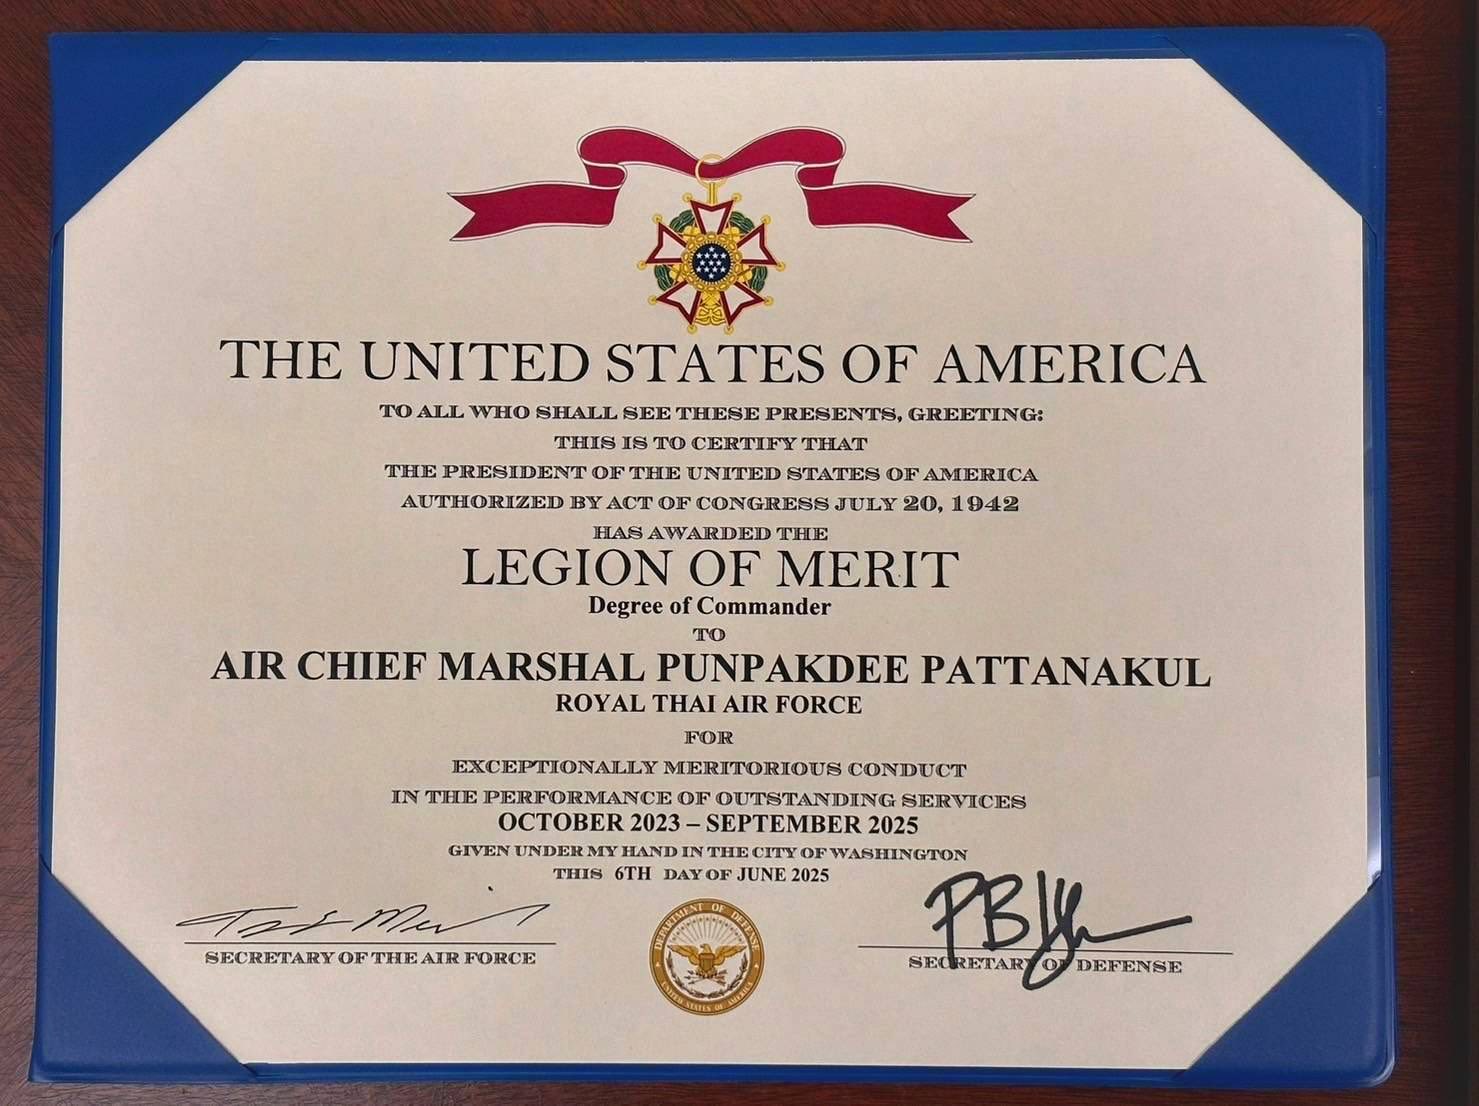 THE UNITED STATES OF AMERICA
TO ALL WHO SHALL SEE THESE PRESENTS, GREETING:
THIS IS TO CERTIFY THAT
THE PRESIDENT OF THE UNITED STATES OF AMERICA
AUTHORIZED BY ACT OF CONGRESS JULY 20, 1942
HAS AWARDED THE
LEGION OF MERIT
Degree of Commander
TO
AIR CHIEF MARSHAL PUNPAKDEE PATTANAKUL
ROYAL THAI AIR FORCE
FOR
EXCEPTIONALLY MERITORIOUS CONDUCT
IN THE PERFORMANCE OF OUTSTANDING SERVICES
OCTOBER 2023 – SEPTEMBER 2025
GIVEN UNDER MY HAND IN THE CITY OF WASHINGTON
THIS 6TH DAY OF JUNE 2025
SECRETARY OF THE AIR FORCE
DEPARTMENT OF DEFENSE
UNITED STATES OF AMERICA
SECRETARY OF DEFENSE